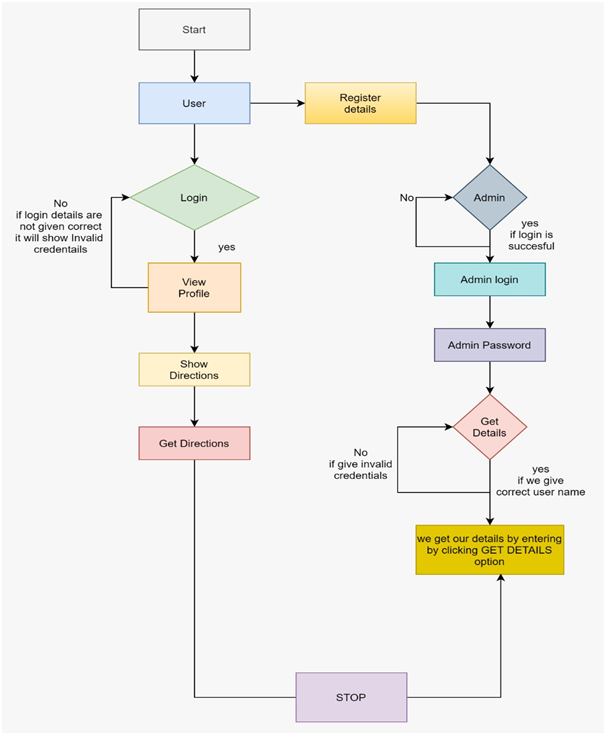 Start
User
Register
details
Login
No
if login details are
not given correct
it will show Invalid
credentails
yes
Admin
No
yes
if login is
succesful
View
Profile
Admin login
Admin Password
Show
Directions
Get Directions
Get
Details
No
if give invalid
credentials
yes
if we give
correct user name
we get our details by entering
by clicking GET DETAILS
option
STOP